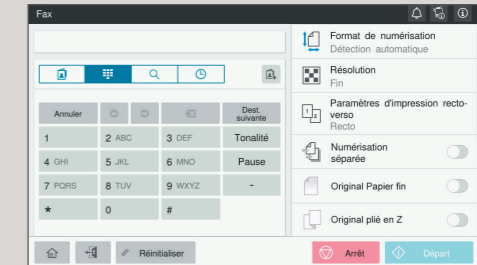 Fax
Format de numérisation
Détection automatique
Résolution
Fin
Annuler
Dest.
suivante
Paramètres d'impression recto-
verso
Recto
1
2 ABC
3 DEF
Tonalité
4 GHI
5 JKL
6 MNO
Pause
Numérisation
séparée
7 PQRS
8 TUV
9 WXYZ
-
Original Papier fin
*
0
#
Original plié en Z
Réinitialiser
Arrêt
Départ